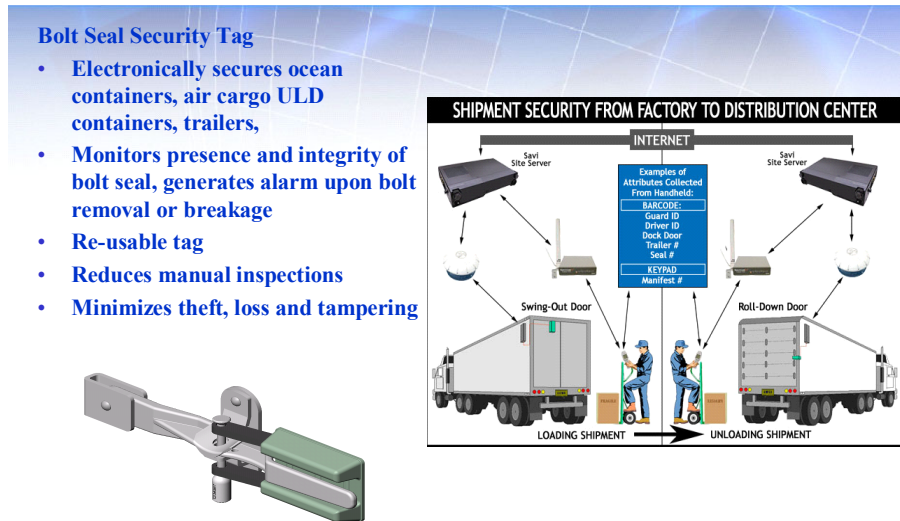 Bolt Seal Security Tag
• Electronically secures ocean
containers, air cargo ULD
containers, trailers,
• Monitors presence and integrity of
bolt seal, generates alarm upon bolt
removal or breakage
• Re-usable tag
• Reduces manual inspections
• Minimizes theft, loss and tampering
SHIPMENT SECURITY FROM FACTORY TO DISTRIBUTION CENTER
INTERNET
Savi
Site Server
Savi
Site Server
Examples of
Attributes Collected
From Handheld:
BARCODE:
Guard ID
Driver ID
Dock Door
Trailer #
Seal #
KEYPAD
Manifest #
Swing-Out Door
Roll-Down Door
LOADING SHIPMENT
UNLOADING SHIPMENT